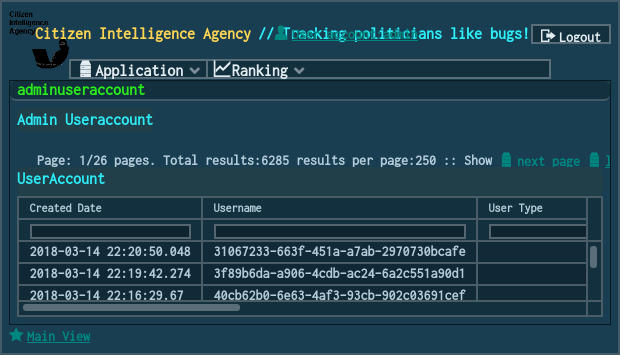 Citizen
Intelligence
Agency
Citizen Intelligence Agency // Tracking politicians like bugs!
Logout
Application Ranking
adminuseraccount
Admin Useraccount
Page: 1/26 pages. Total results:6285 results per page:250 :: Show next page
UserAccount
Created Date Username User Type
2018-03-14 22:20:50.048 31067233-663f-451a-a7ab-2970730bcafe
2018-03-14 22:19:42.274 3f89b6da-a906-4cdb-ac24-6a2c551a90d1
2018-03-14 22:16:29.67 40cb62b0-6e63-4af3-93cb-902c03691cef
Main View